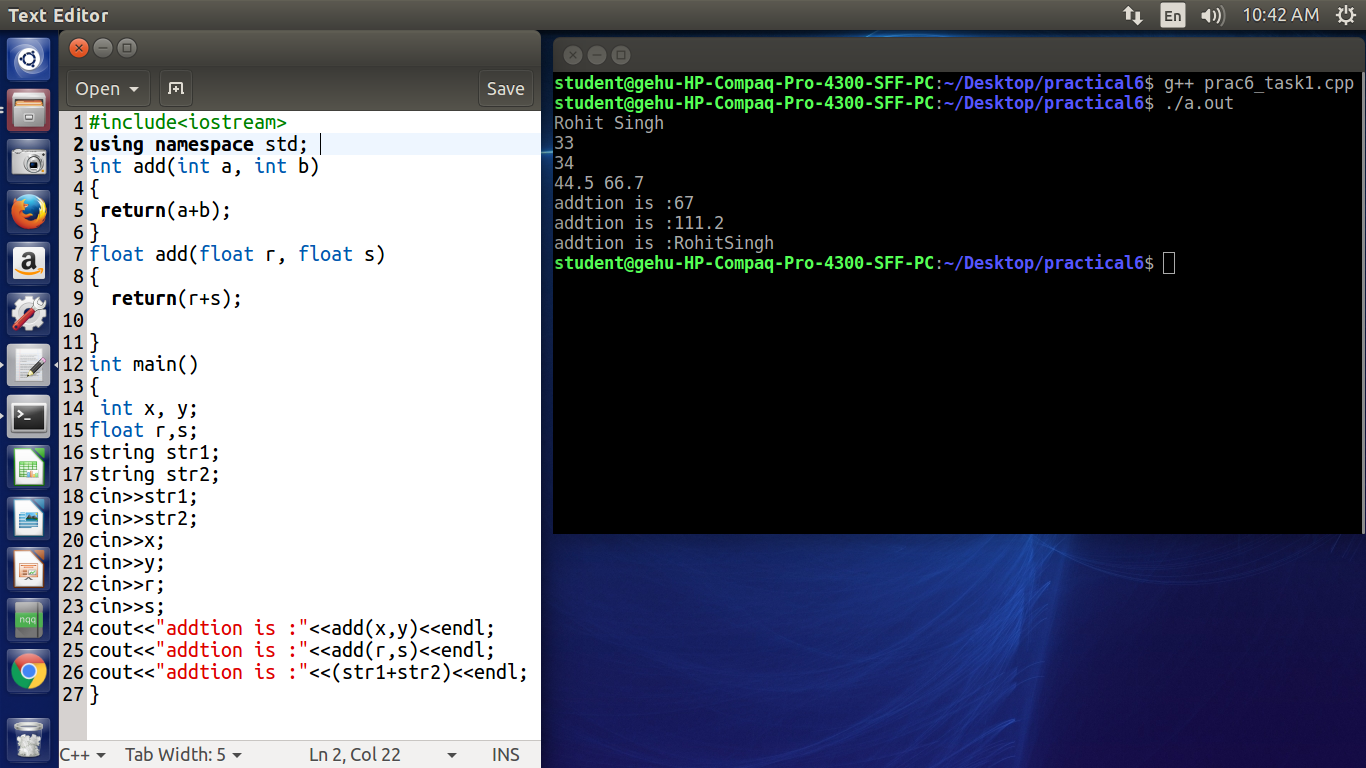 Text Editor
En
10:42 AM
Open
Save
1 #include<iostream>
2 using namespace std;
3 int add(int a, int b)
4 {
5 return(a+b);
6 }
7 float add(float r, float s)
8 {
9 return(r+s);
10
11 }
12 int main()
13 {
14 int x, y;
15 float r,s;
16 string str1;
17 string str2;
18 cin>>str1;
19 cin>>str2;
20 cin>>x;
21 cin>>y;
22 cin>>r;
23 cin>>s;
24 cout<<"addtion is :"<<add(x,y)<<endl;
25 cout<<"addtion is :"<<add(r,s)<<endl;
26 cout<<"addtion is :"<<(str1+str2)<<endl;
27 }
C++ Tab Width: 5 Ln 2, Col 22 INS
student@gehu-HP-Compaq-Pro-4300-SFF-PC:~/Desktop/practical6$ g++ prac6_task1.cpp
student@gehu-HP-Compaq-Pro-4300-SFF-PC:~/Desktop/practical6$ ./a.out
Rohit Singh
33
34
44.5 66.7
addtion is :67
addtion is :111.2
addtion is :RohitSingh
student@gehu-HP-Compaq-Pro-4300-SFF-PC:~/Desktop/practical6$
a
>_
nqq